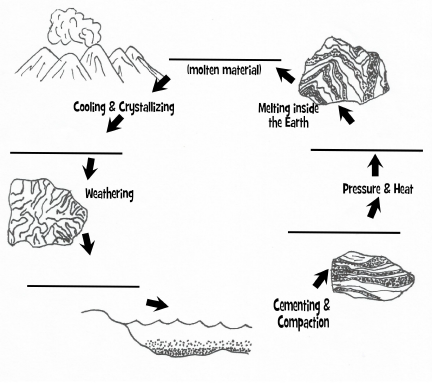 (molten material)
Cooling & Crystallizing
Melting inside
the Earth
Weathering
Pressure & Heat
Cementing &
Compaction